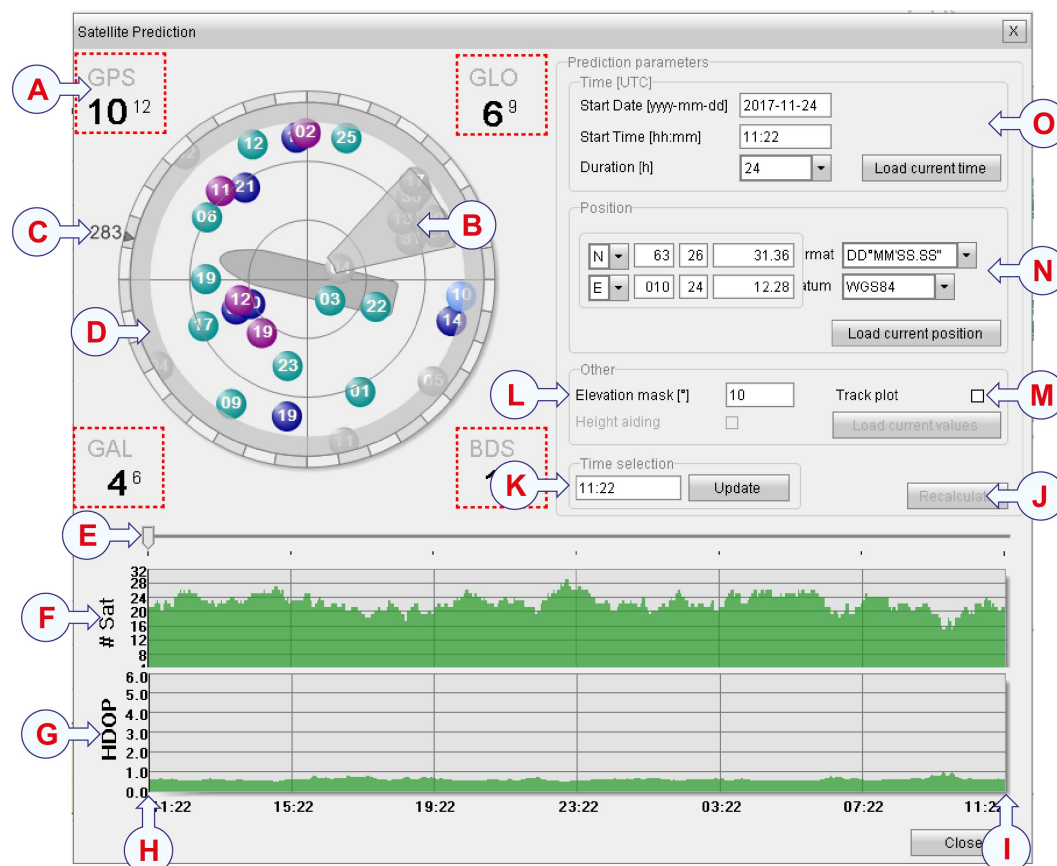 Satellite Prediction
X
GPS
10 12
GLO
6 9
GAL
4 6
BDS
A
B
C
D
E
F
G
H
I
J
K
L
M
N
O
283
12
02
25
11
21
06
19
17
12
19
03
22
10
14
23
01
09
19
05
11
Prediction parameters
Time [UTC]
Start Date [yyyy-mm-dd] 2017-11-24
Start Time [hh:mm] 11:22
Duration [h] 24
Load current time
Position
N 63 26 31.36
rmat DD°MM'SS.SS"
E 010 24 12.28
atum WGS84
Load current position
Other
Elevation mask [°] 10
Track plot
Height aiding
Load current values
Time selection
11:22
Update
Recalculat
# Sat
32
28
24
20
16
12
8
HDOP
6.0
5.0
4.0
3.0
2.0
1.0
0.0
1:22 15:22 19:22 23:22 03:22 07:22 11:22
Close